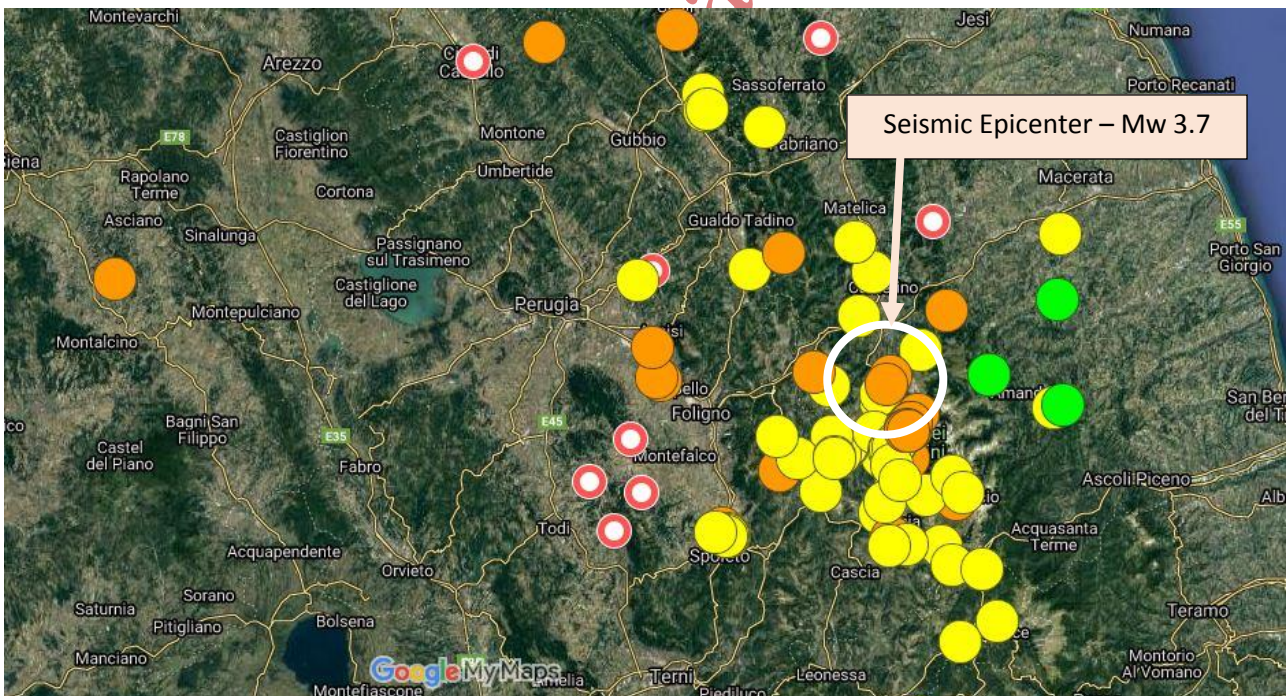 Montevarchi
Jesi
Numana
Arezzo
Sassoferrato
Porto Recanati
E78
Castiglion
Fiorentino
Montone
Gubbio
Seismic Epicenter – Mw 3.7
Umbertide
Rapolano
Terme
Cortona
Macerata
Asciano
Sinalunga
Passignano
sul Trasimeno
Gualdo Tadino
Matelica
E55
Porto San
Giorgio
Castiglione
del Lago
Montepulciano
Perugia
Montalcino
Foligno
Bagni San
Filippo
E45
E35
Castel
del Piano
Fabro
Montefalco
Ascoli Piceno
Todi
Acquasanta
Terme
Acquapendente
Orvieto
Cascia
Saturnia
Sorano
Pitigliano
Bolsena
Teramo
Manciano
Google My Maps
Terni
Leonessa
Montorio
Al Vomano
Montefiascone
Piediluco